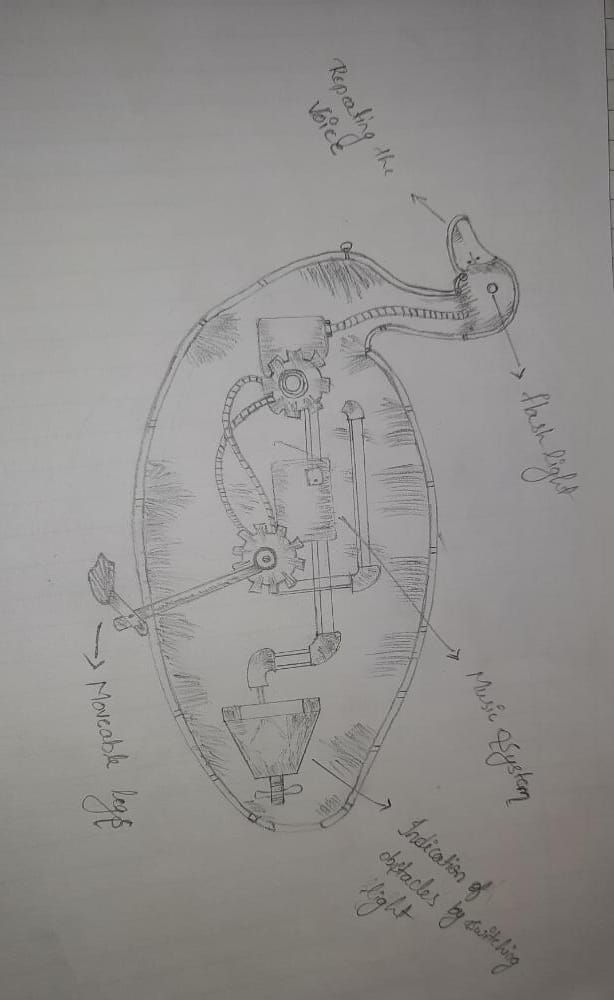 Repeating the
voice
flash light
Music System
Moveable legs
Indication of
obstacles by switching
light